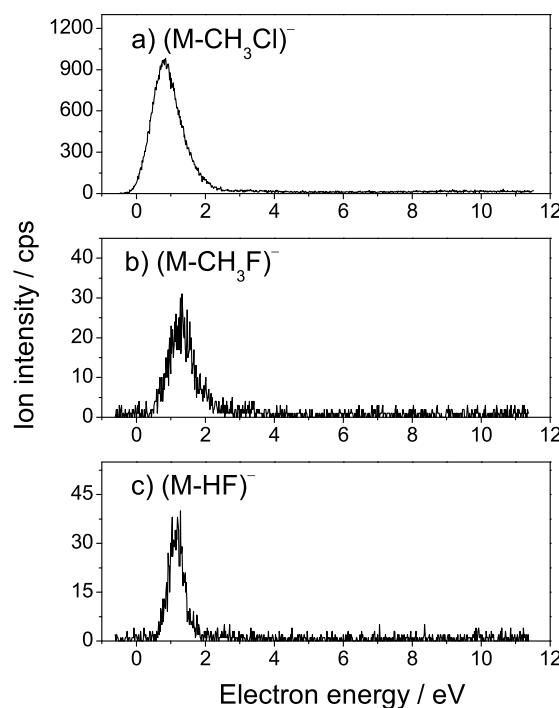 Ion intensity / cps
a) (M-CH₃Cl)⁻
1200
900
600
300
0
0 2 4 6 8 10 12
b) (M-CH₃F)⁻
40
30
20
10
0
0 2 4 6 8 10 12
c) (M-HF)⁻
45
30
15
0
0 2 4 6 8 10 12
Electron energy / eV